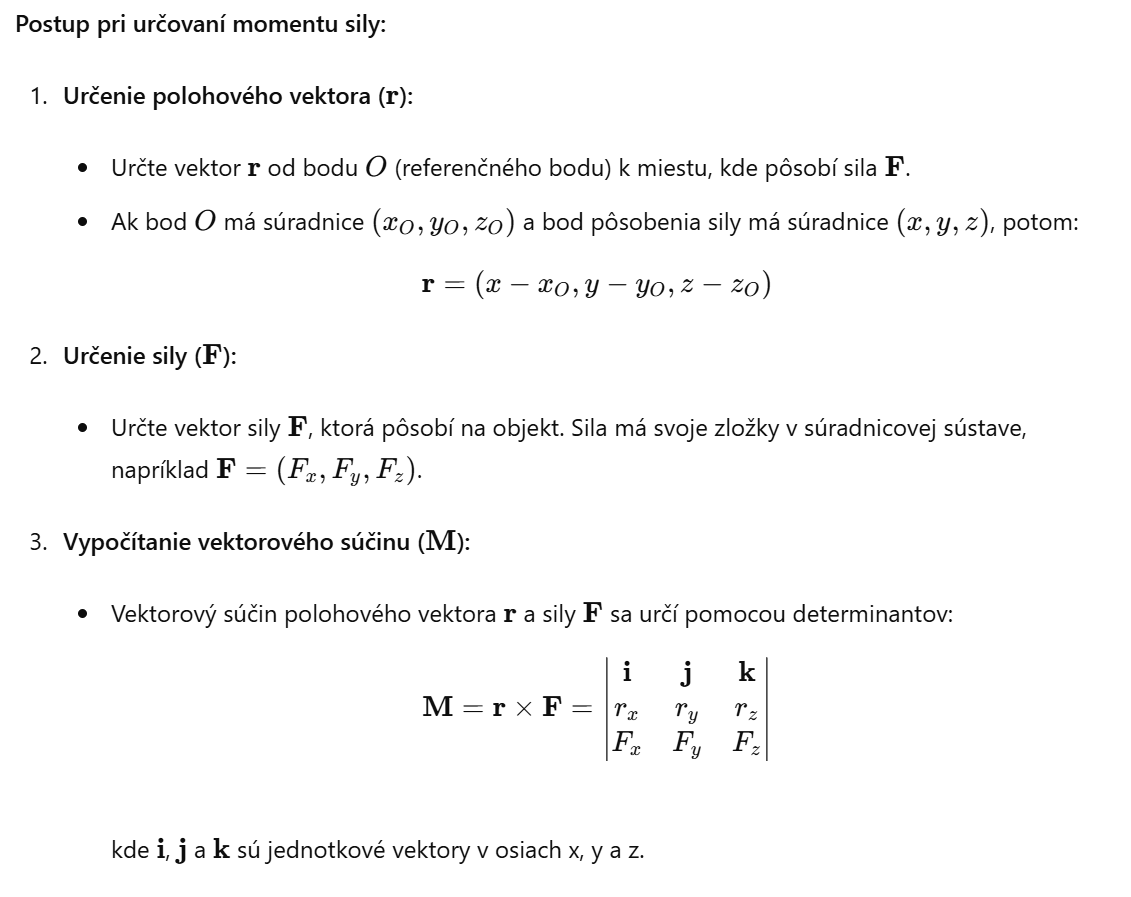 Postup pri určovaní momentu sily:
1. Určenie polohového vektora (r):
• Určte vektor r od bodu O (referenčného bodu) k miestu, kde pôsobí sila F.
• Ak bod O má súradnice (x_O, y_O, z_O) a bod pôsobenia sily má súradnice (x, y, z), potom:
r = (x − x_O, y − y_O, z − z_O)
2. Určenie sily (F):
• Určte vektor sily F, ktorá pôsobí na objekt. Sila má svoje zložky v súradnicovej sústave,
napríklad F = (F_x, F_y, F_z).
3. Vypočítanie vektorového súčinu (M):
• Vektorový súčin polohového vektora r a sily F sa určí pomocou determinantov:
i j k
M = r × F = | r_x r_y r_z |
F_x F_y F_z
kde i, j a k sú jednotkové vektory v osiach x, y a z.